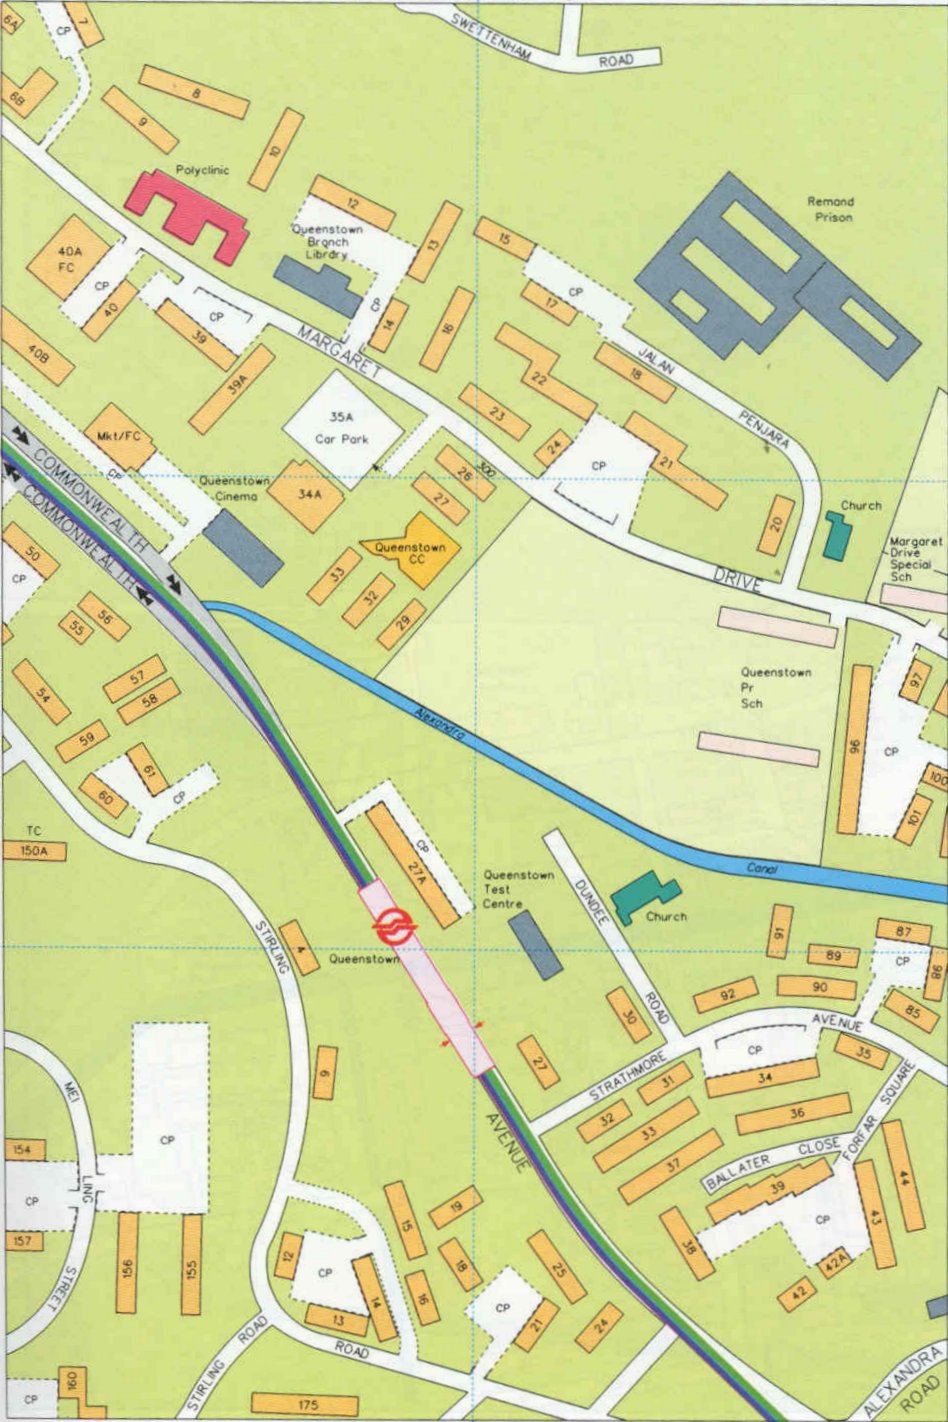 6A
7
CP
SWETTENHAM
ROAD
6B
8
9
10
Polyclinic
Remand
Prison
12
Queenstown
Branch
Library
13
15
40A
FC
CP
40
CP
39
CP
14
16
17
CP
MARGARET
JALAN
PENJARA
40B
39A
22
18
35A
Car Park
23
24
CP
21
Mkt/FC
CP
COMMONWEALTH
COMMONWEALTH
Queenstown
Cinema
34A
26
300
27
20
Church
Margaret
Drive
Special
Sch
50
CP
Queenstown
CC
33
32
29
DRIVE
56
55
57
58
54
59
61
60
CP
Queenstown
Pr
Sch
96
97
CP
100
101
Alexandra
Canal
TC
150A
CP
27A
Queenstown
Test
Centre
DUNDEE
ROAD
Church
STIRLING
4
Queenstown
91
87
89
CP
98
90
92
85
30
AVENUE
CP
35
34
STRATHMORE
27
31
32
33
36
37
FORFAR SQUARE
BALLATER CLOSE
39
44
43
CP
38
42A
42
MEI
LING
STREET
CP
6
154
CP
157
156
155
AVENUE
15
19
18
16
12
CP
14
13
25
CP
21
24
ROAD
STIRLING ROAD
160
CP
175
ALEXANDRA
ROAD